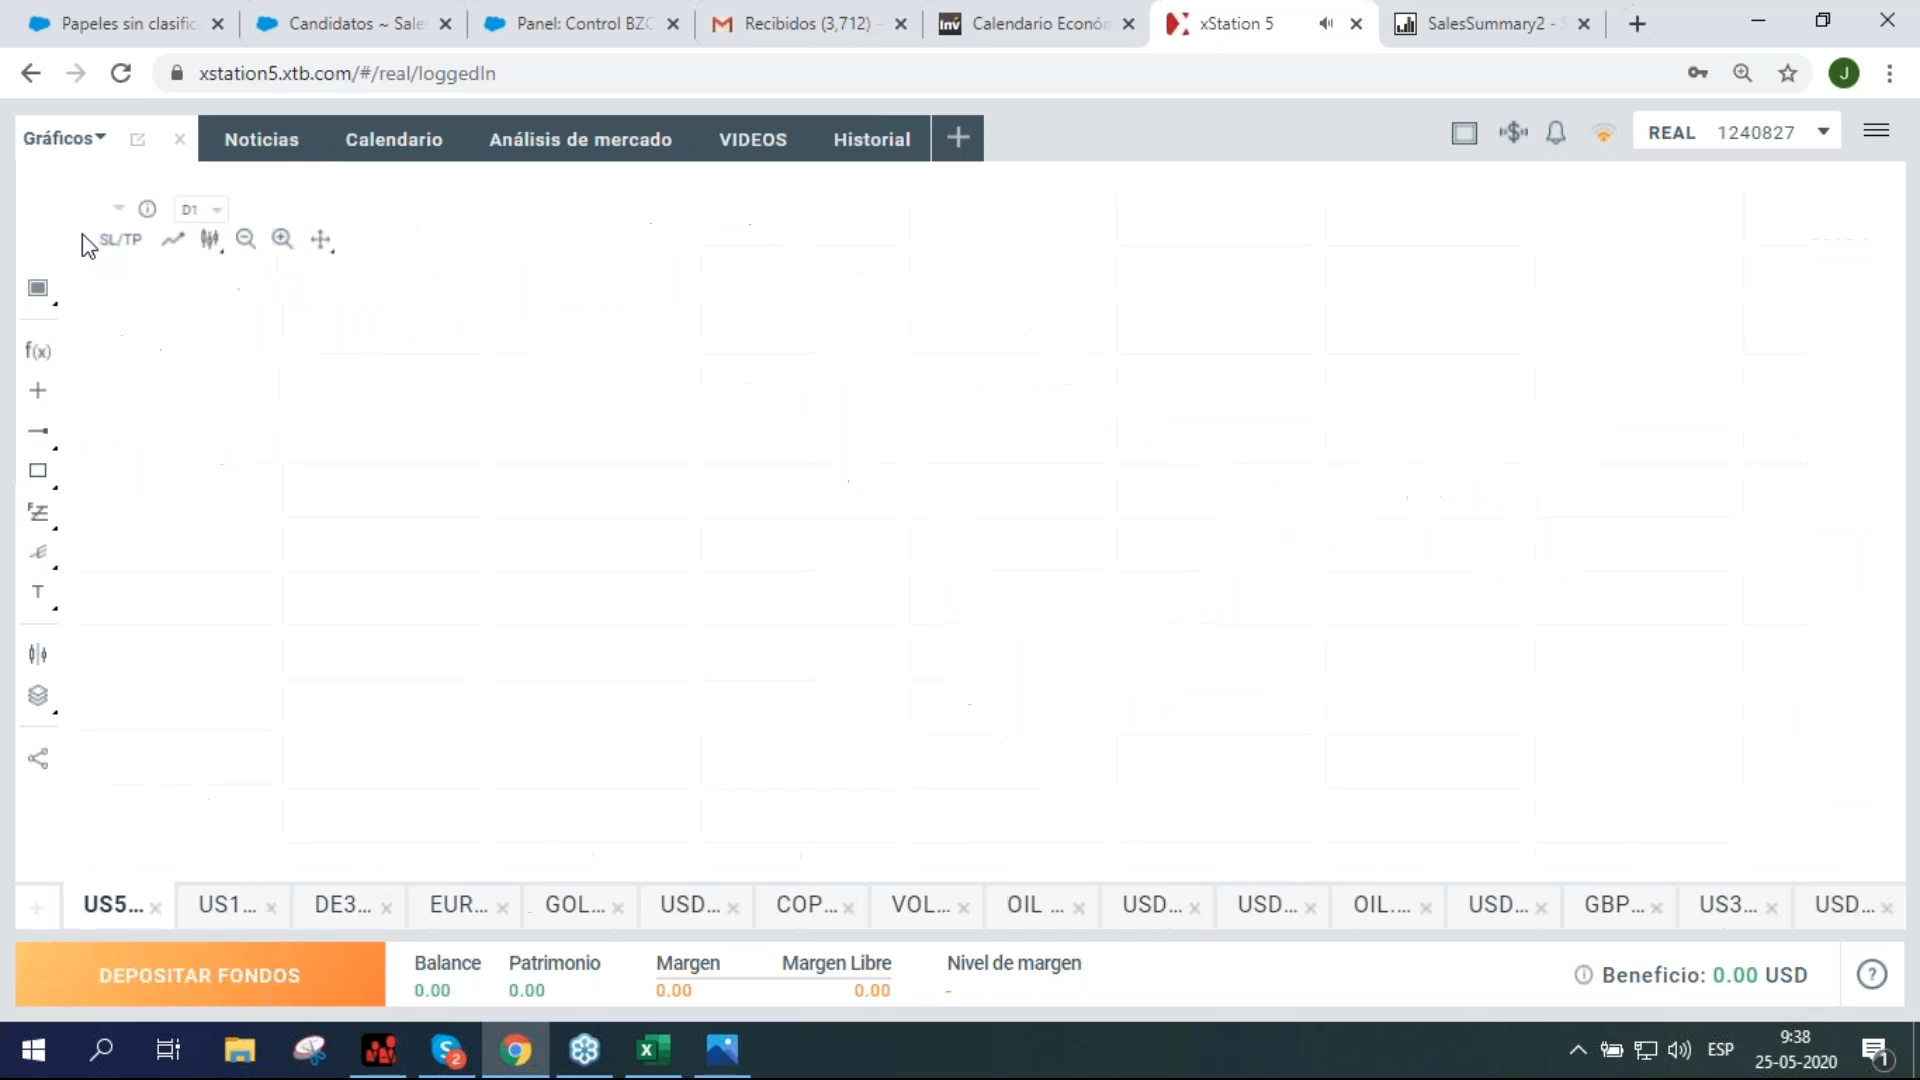 Papeles sin clasific
Candidatos ~ Sale
Panel: Control BZC
Recibidos (3,712) -
Inv
Calendario Econó
xStation 5
SalesSummary2 - S
xstation5.xtb.com/#/real/loggedIn
J
Gráficos
Noticias
Calendario
Análisis de mercado
VIDEOS
Historial
REAL 1240827
D1
SL/TP
f(x)
T
US5...
US1...
DE3...
EUR...
GOL...
USD...
COP...
VOL...
OIL ...
USD...
USD...
OIL....
USD...
GBP...
US3...
USD...
DEPOSITAR FONDOS
Balance
Patrimonio
Margen
Margen Libre
Nivel de margen
0.00
0.00
0.00
0.00
-
Beneficio: 0.00 USD
?
2
ESP
9:38
25-05-2020
1